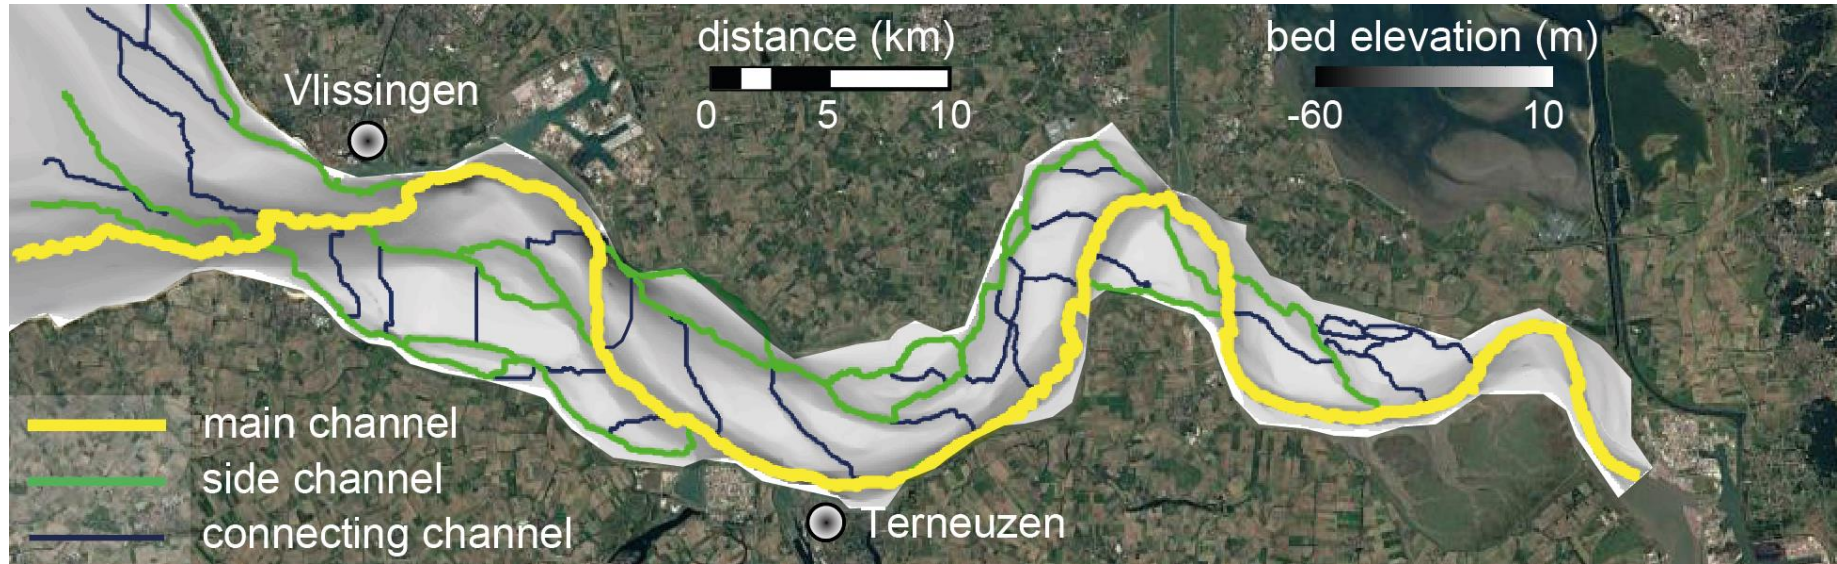 distance (km)
0 5 10
bed elevation (m)
-60 10
Vlissingen
main channel
side channel
connecting channel
Terneuzen